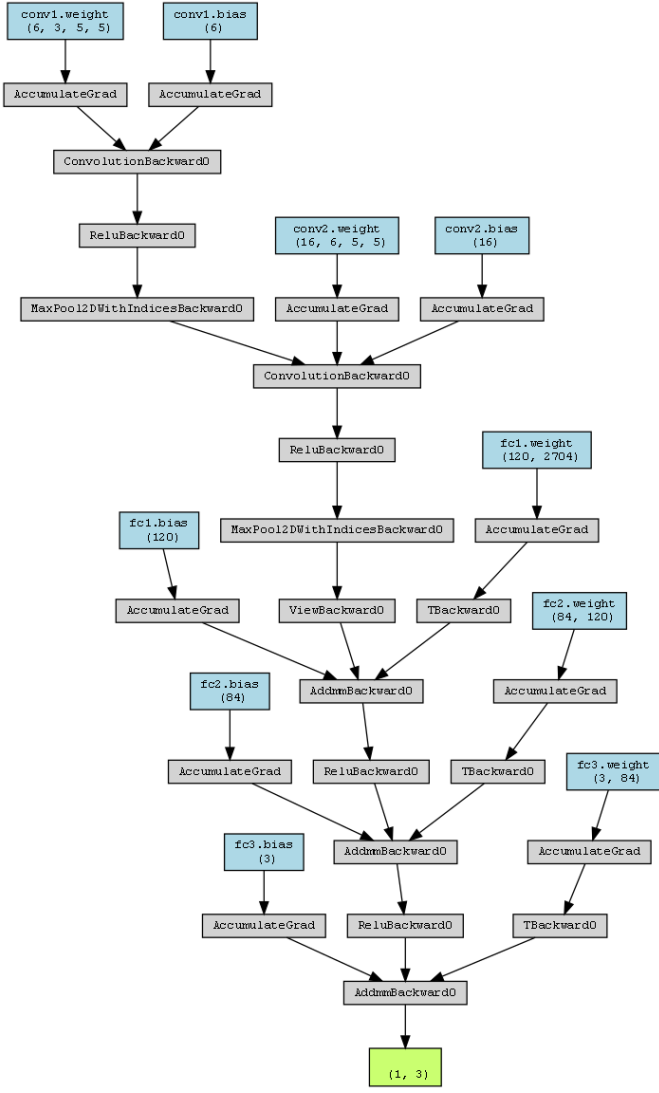 conv1.weight
(6, 3, 5, 5)
conv1.bias
(6)
AccumulateGrad
AccumulateGrad
ConvolutionBackward0
ReluBackward0
conv2.weight
(16, 6, 5, 5)
conv2.bias
(16)
MaxPool2DWithIndicesBackward0
AccumulateGrad
AccumulateGrad
ConvolutionBackward0
ReluBackward0
fc1.weight
(120, 2704)
fc1.bias
(120)
MaxPool2DWithIndicesBackward0
AccumulateGrad
AccumulateGrad
ViewBackward0
TBackward0
fc2.weight
(84, 120)
fc2.bias
(84)
AddmmBackward0
AccumulateGrad
AccumulateGrad
ReluBackward0
TBackward0
fc3.weight
(3, 84)
fc3.bias
(3)
AddmmBackward0
AccumulateGrad
AccumulateGrad
ReluBackward0
TBackward0
AddmmBackward0
(1, 3)